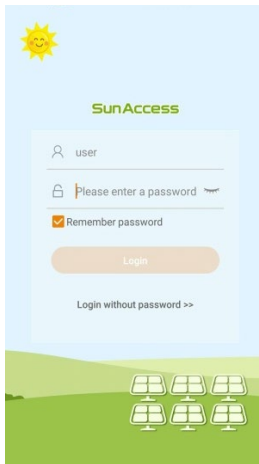 SunAccess
user
Please enter a password
Remember password
Login
Login without password >>